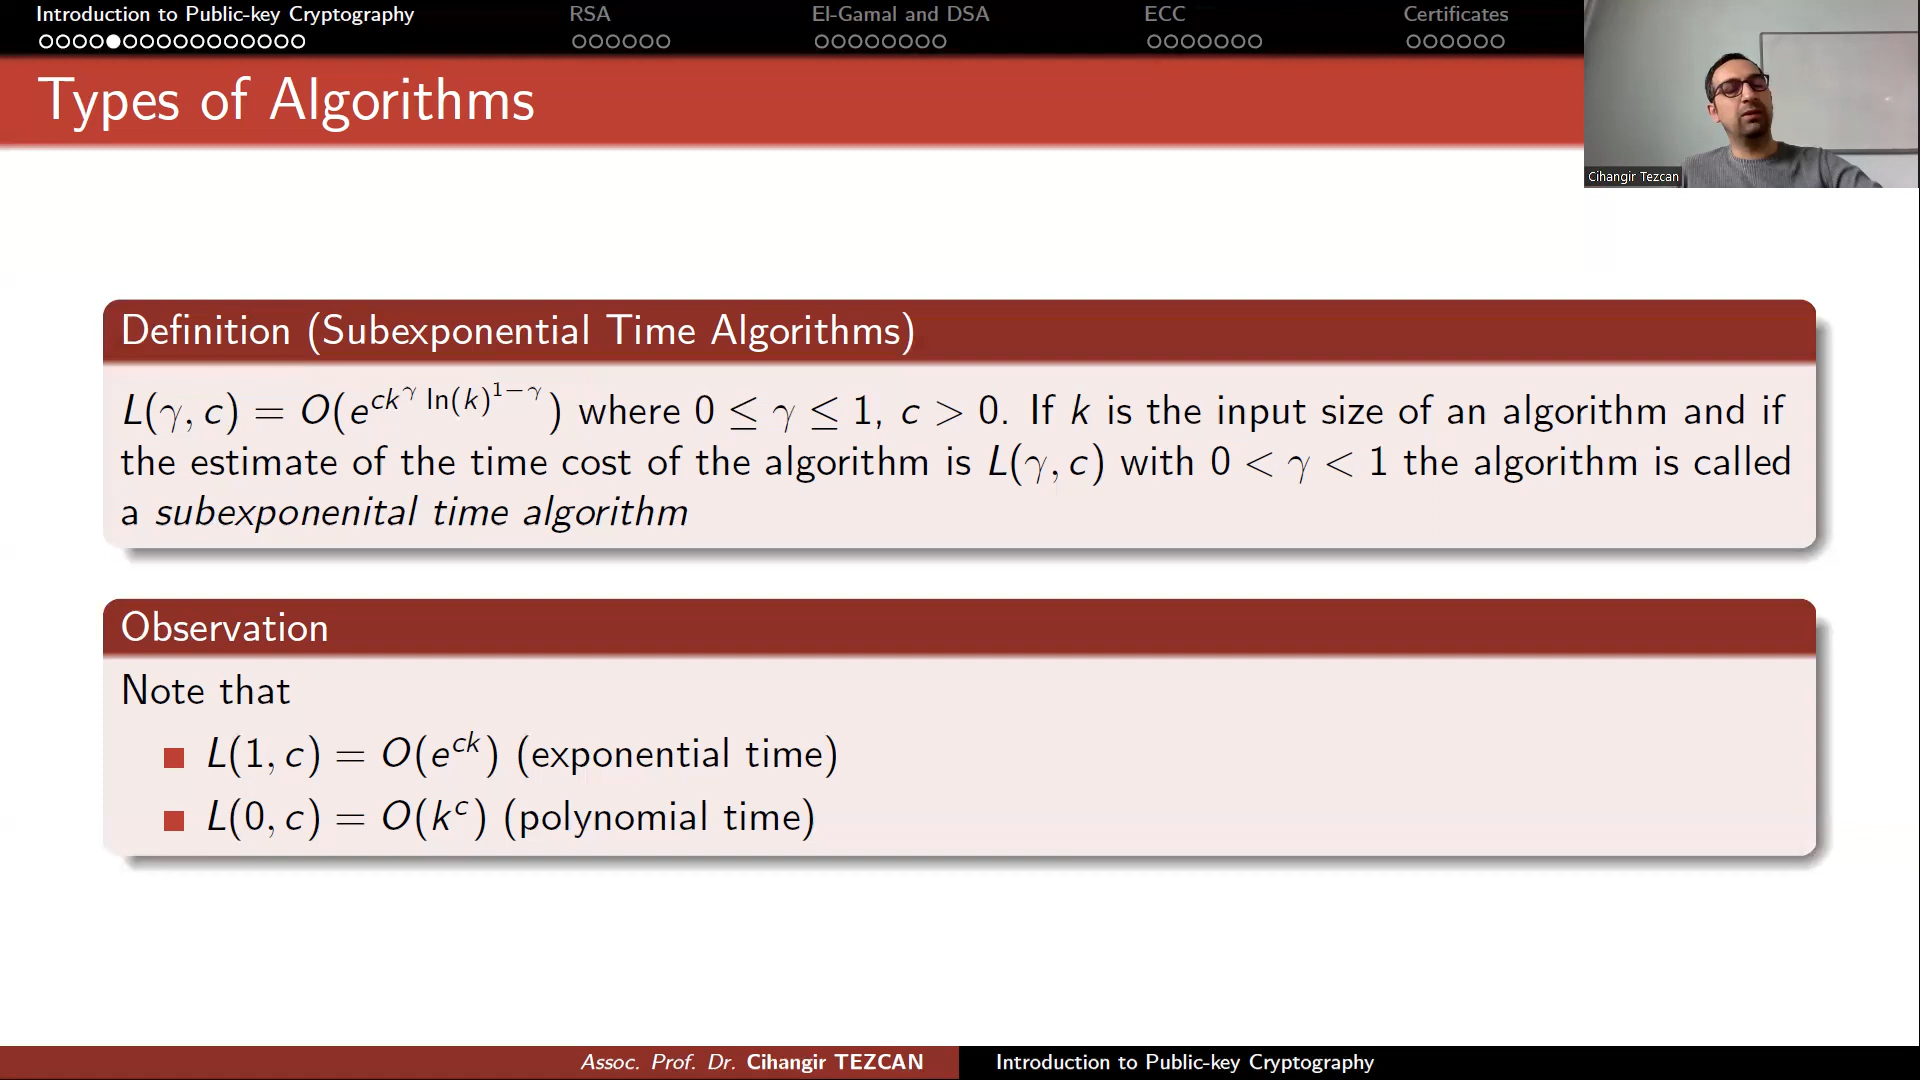 Introduction to Public-key Cryptography RSA El-Gamal and DSA ECC Certificates
Types of Algorithms
Cihangir Tezcan
Definition (Subexponential Time Algorithms)
L(γ, c) = O(e^{ck^γ ln(k)^{1−γ}}) where 0 ≤ γ ≤ 1, c > 0. If k is the input size of an algorithm and if
the estimate of the time cost of the algorithm is L(γ, c) with 0 < γ < 1 the algorithm is called
a subexponenital time algorithm
Observation
Note that
L(1, c) = O(e^{ck}) (exponential time)
L(0, c) = O(k^c) (polynomial time)
Assoc. Prof. Dr. Cihangir TEZCAN Introduction to Public-key Cryptography